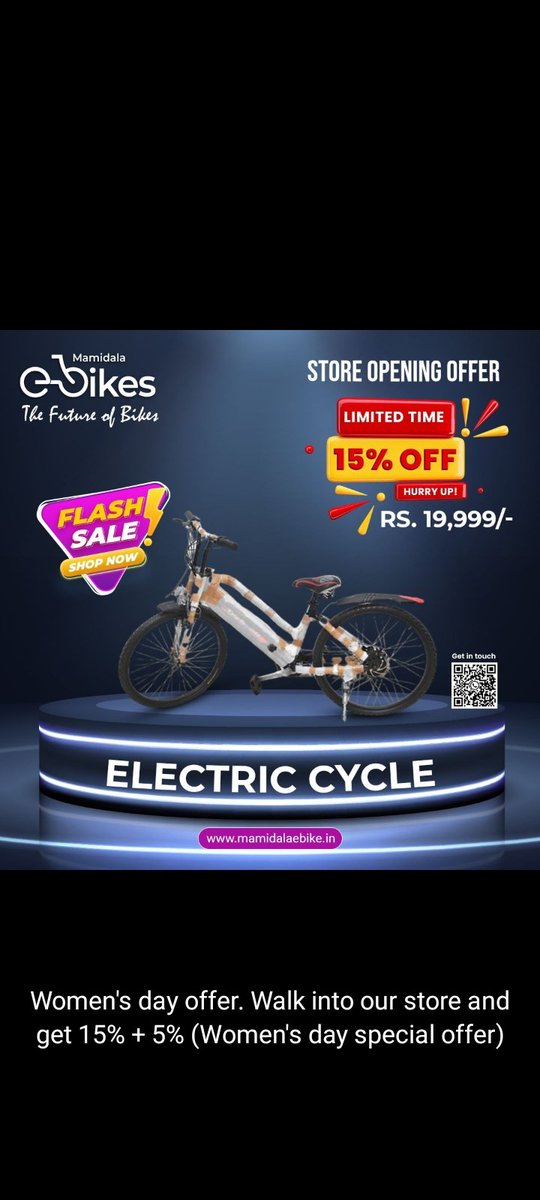 Mamidala
e-bikes
The Future of Bikes
STORE OPENING OFFER
LIMITED TIME
15% OFF
HURRY UP!
RS. 19,999/-
FLASH
SALE
SHOP NOW
Get in touch
ELECTRIC CYCLE
www.mamidalaebike.in
Women's day offer. Walk into our store and
get 15% + 5% (Women's day special offer)